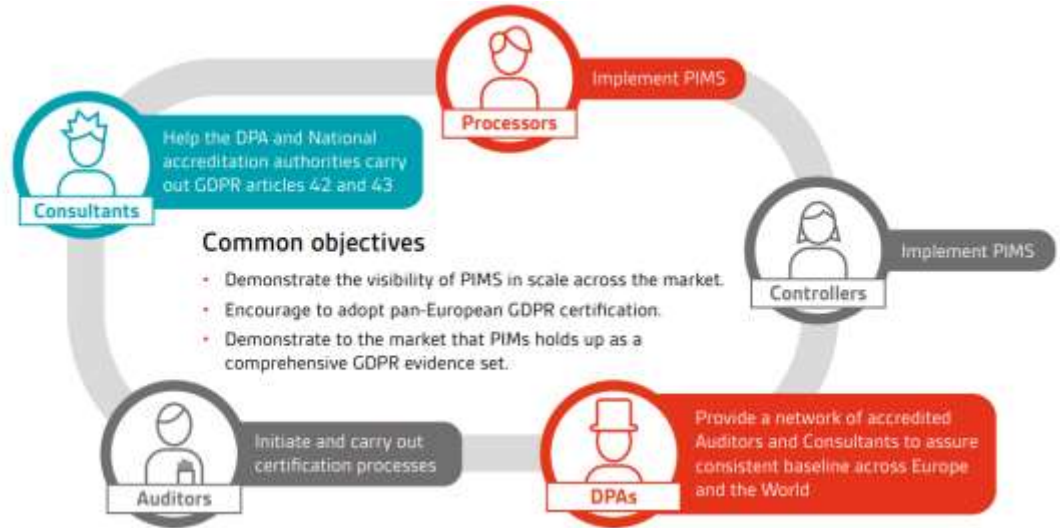 Processors
Implement PIMS
Consultants
Help the DPA and National
accreditation authorities carry
out GDPR articles 42 and 43
Controllers
Implement PIMS
Common objectives
• Demonstrate the visibility of PIMS in scale across the market.
• Encourage to adopt pan-European GDPR certification.
• Demonstrate to the market that PIMs holds up as a
comprehensive GDPR evidence set.
Auditors
Initiate and carry out
certification processes
DPAs
Provide a network of accredited
Auditors and Consultants to assure
consistent baseline across Europe
and the World